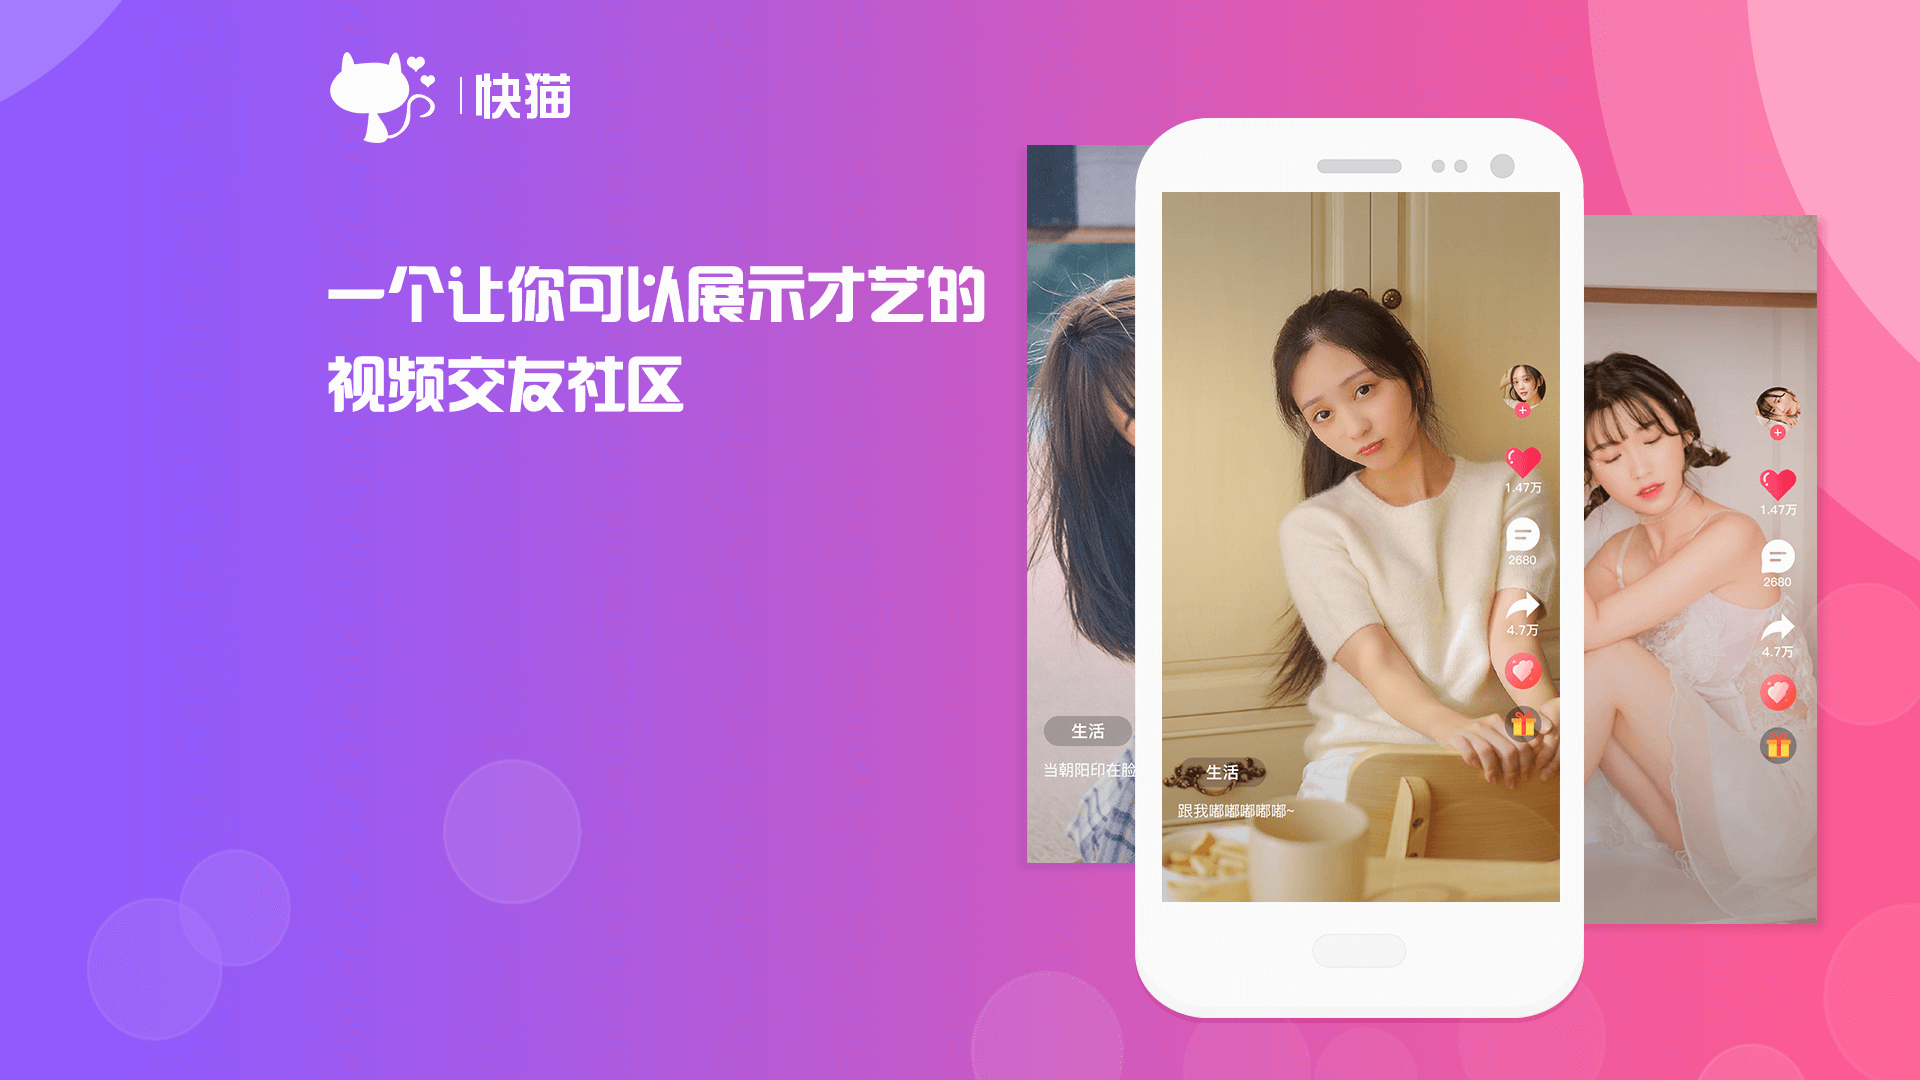 快猫
一个让你可以展示才艺的
视频交友社区
生活
当朝阳印在脸
1.47万
2680
4.7万
生活
跟我嘟嘟嘟嘟嘟~
1.47万
2680
4.7万